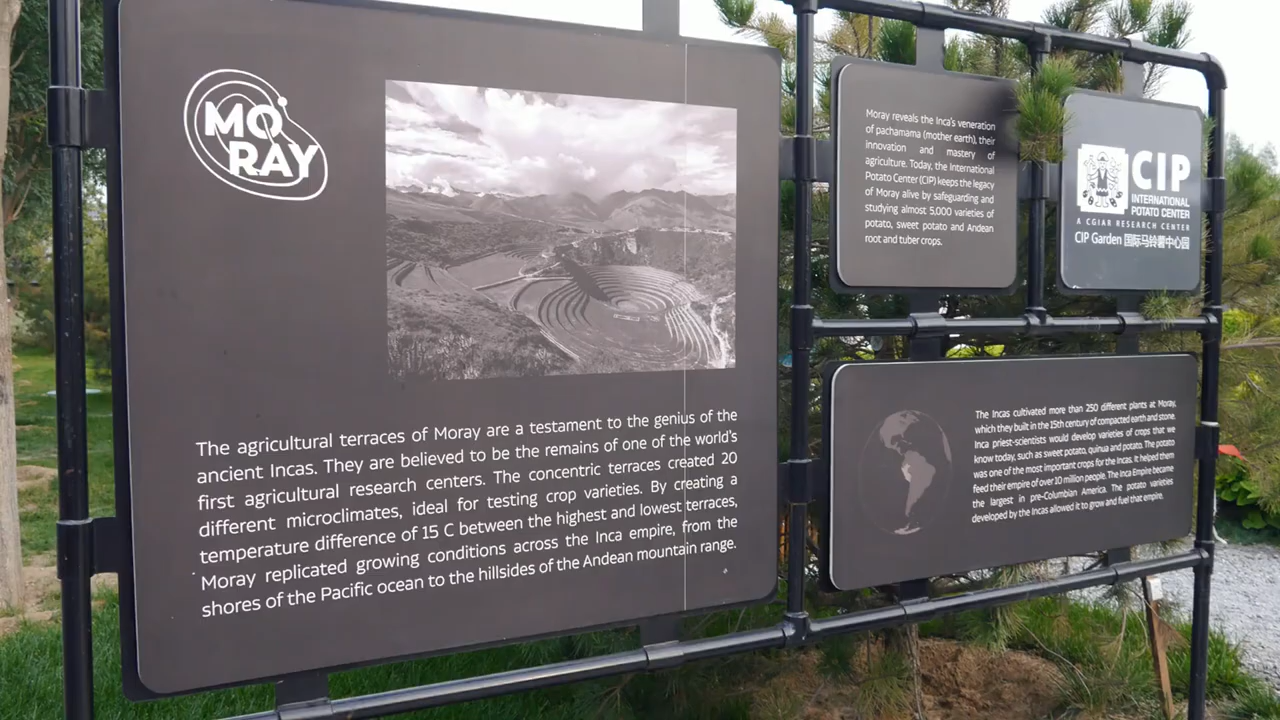 MO
RAY
The agricultural terraces of Moray are a testament to the genius of the
ancient Incas. They are believed to be the remains of one of the world's
first agricultural research centers. The concentric terraces created 20
different microclimates, ideal for testing crop varieties. By creating a
temperature difference of 15 C between the highest and lowest terraces,
Moray replicated growing conditions across the Inca empire, from the
shores of the Pacific ocean to the hillsides of the Andean mountain range.
Moray reveals the Inca's veneration
of pachamama (mother earth), their
innovation and mastery of
agriculture. Today, the International
Potato Center (CIP) keeps the legacy
of Moray alive by safeguarding and
studying almost 5,000 varieties of
potato, sweet potato and Andean
root and tuber crops.
CIP
INTERNATIONAL
POTATO CENTER
A CGIAR RESEARCH CENTER
CIP Garden 国际马铃薯中心园
The Incas cultivated more than 250 different plants at Moray,
which they built in the 15th century of compacted earth and stone.
Inca priest-scientists would develop varieties of crops that we
know today, such as sweet potato, quinua and potato. The potato
was one of the most important crops for the Incas. It helped them
feed their empire of over 10 million people. The Inca Empire became
the largest in pre-Columbian America. The potato varieties
developed by the Incas allowed it to grow and fuel that empire.